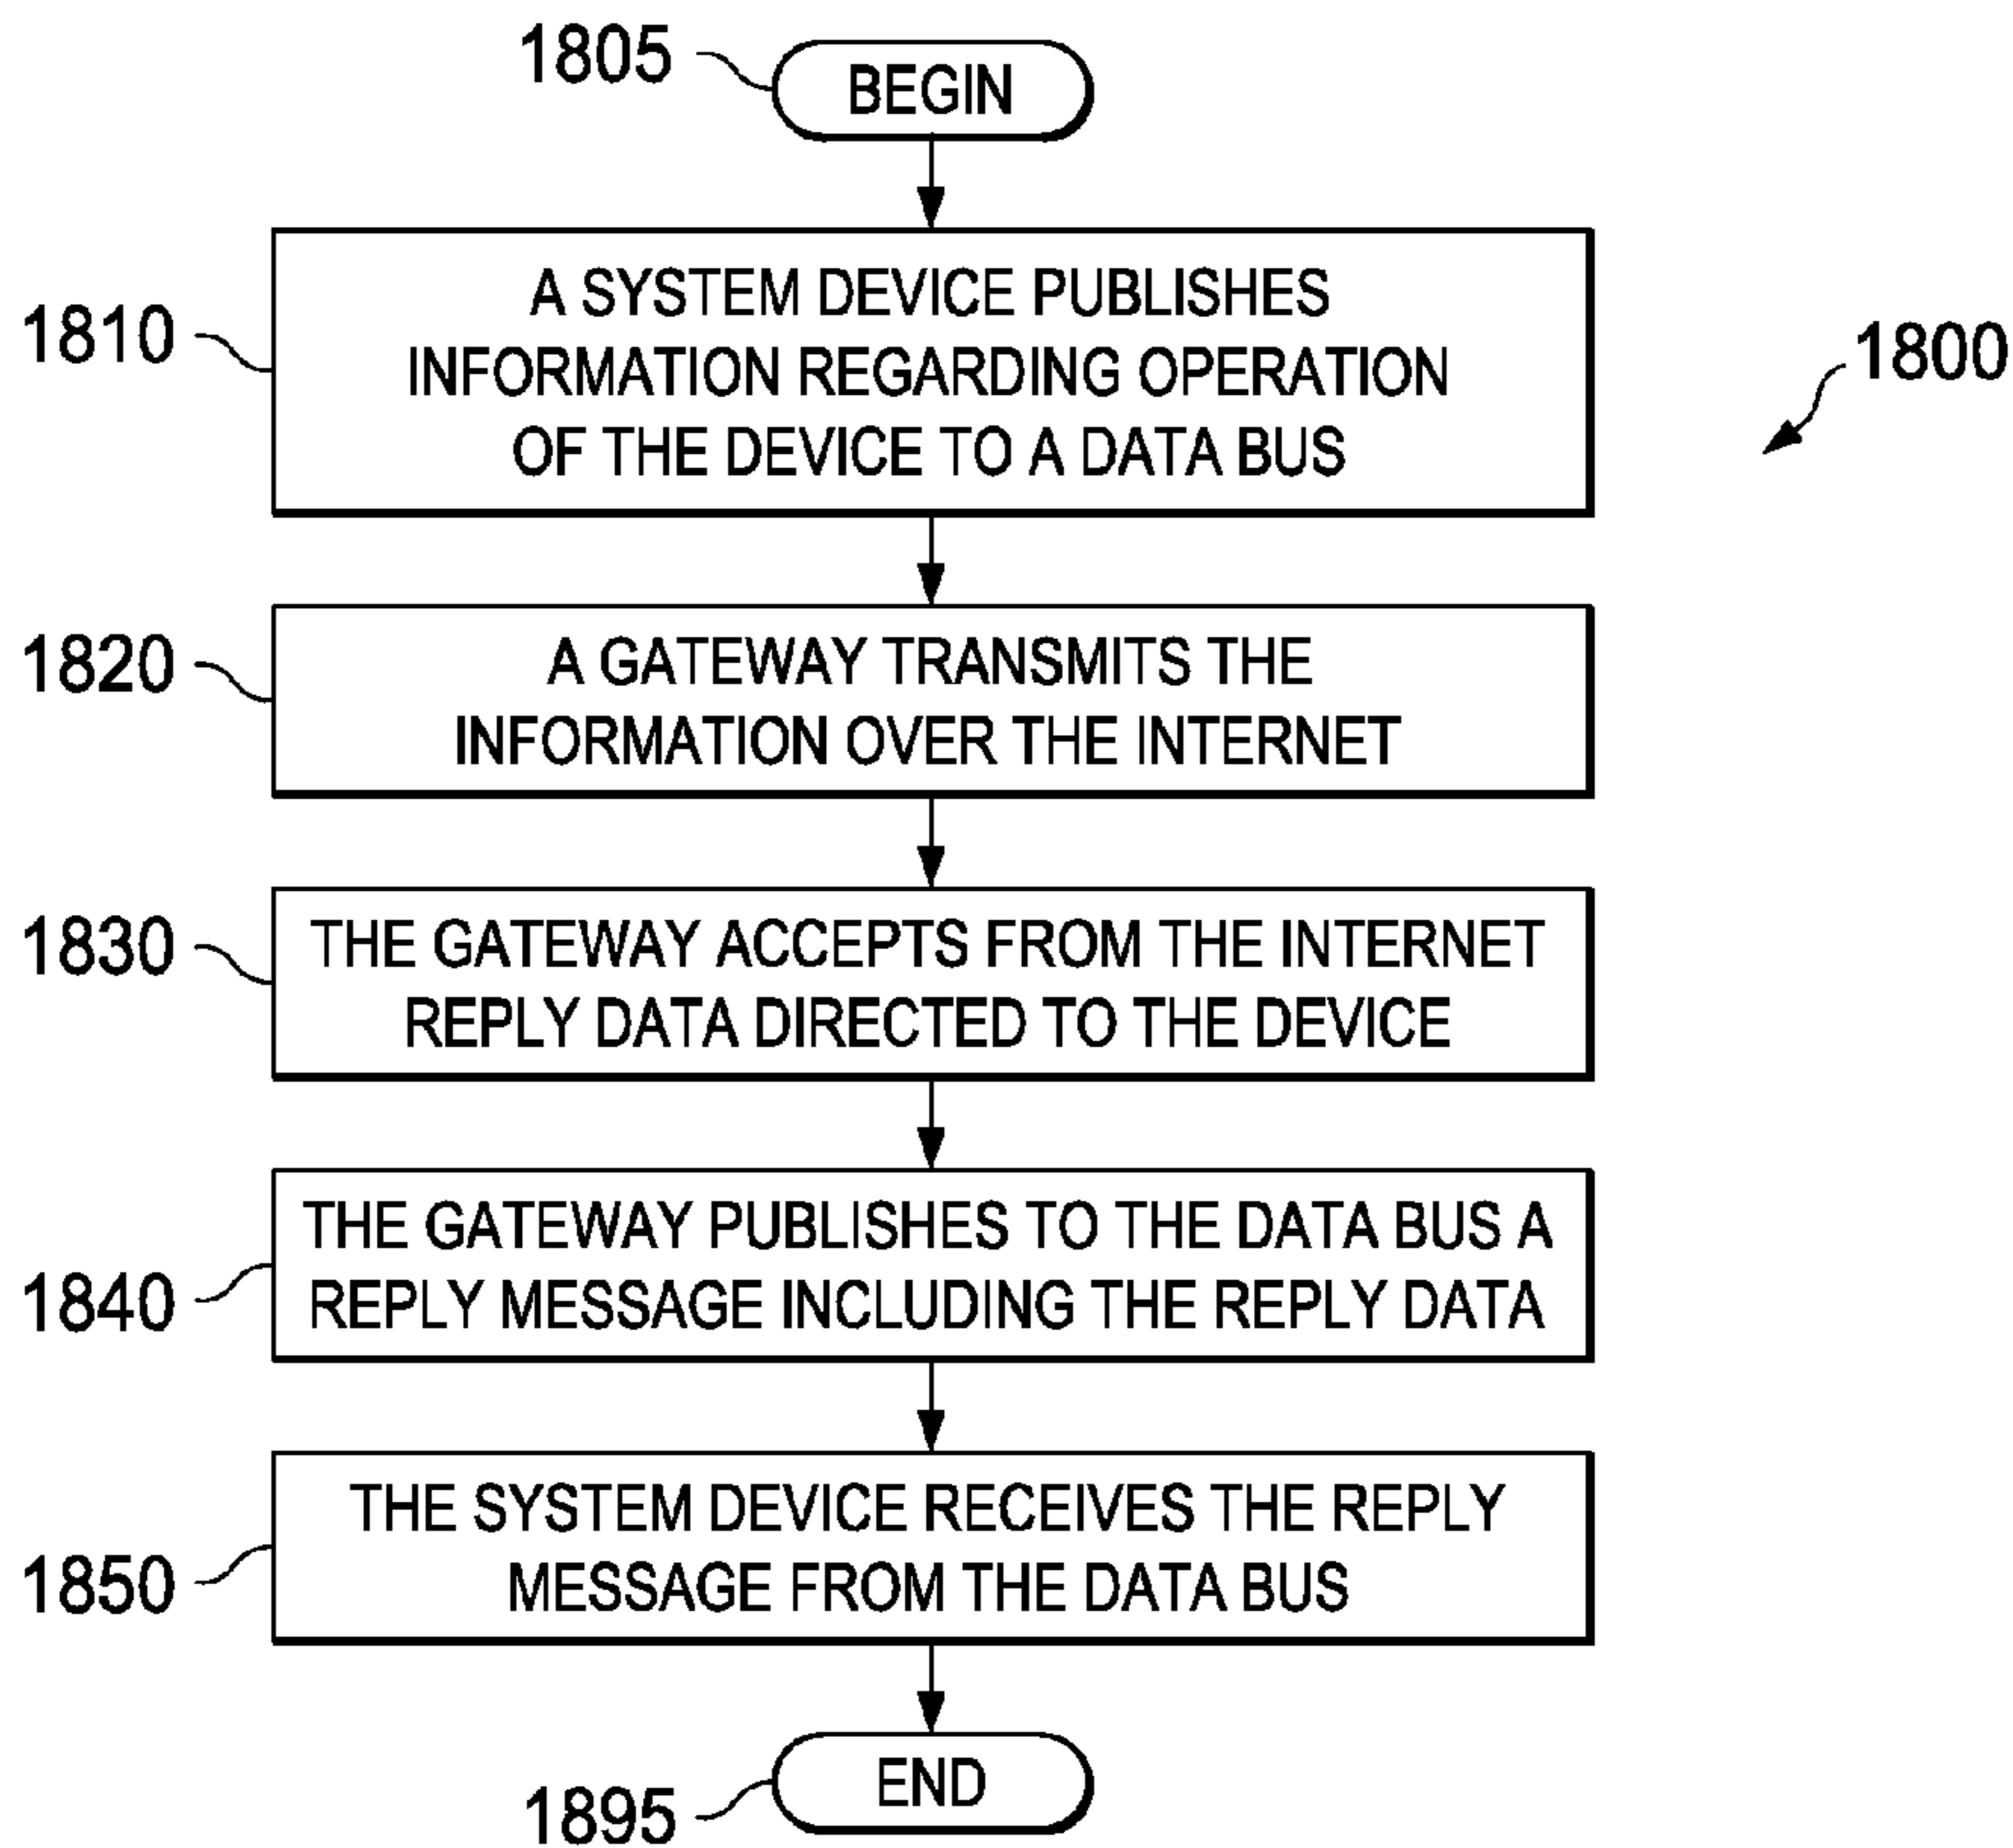 1805
BEGIN
1810
A SYSTEM DEVICE PUBLISHES
INFORMATION REGARDING OPERATION
OF THE DEVICE TO A DATA BUS
1800
1820
A GATEWAY TRANSMITS THE
INFORMATION OVER THE INTERNET
1830
THE GATEWAY ACCEPTS FROM THE INTERNET
REPLY DATA DIRECTED TO THE DEVICE
1840
THE GATEWAY PUBLISHES TO THE DATA BUS A
REPLY MESSAGE INCLUDING THE REPLY DATA
1850
THE SYSTEM DEVICE RECEIVES THE REPLY
MESSAGE FROM THE DATA BUS
1895
END